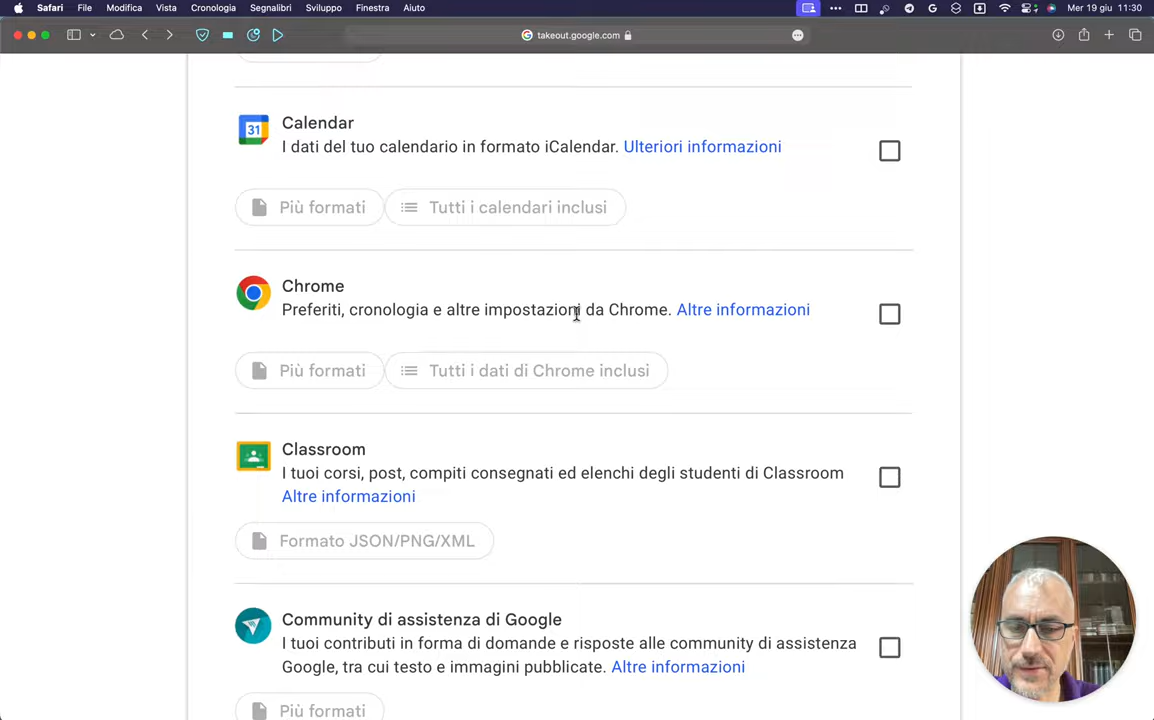 Safari File Modifica Vista Cronologia Segnalibri Sviluppo Finestra Aiuto Mer 19 giu 11:30
takeout.google.com
Calendar
31
I dati del tuo calendario in formato iCalendar. Ulteriori informazioni
Più formati Tutti i calendari inclusi
Chrome
Preferiti, cronologia e altre impostazioni da Chrome. Altre informazioni
Più formati Tutti i dati di Chrome inclusi
Classroom
I tuoi corsi, post, compiti consegnati ed elenchi degli studenti di Classroom
Altre informazioni
Formato JSON/PNG/XML
Community di assistenza di Google
I tuoi contributi in forma di domande e risposte alle community di assistenza
Google, tra cui testo e immagini pubblicate. Altre informazioni
Più formati